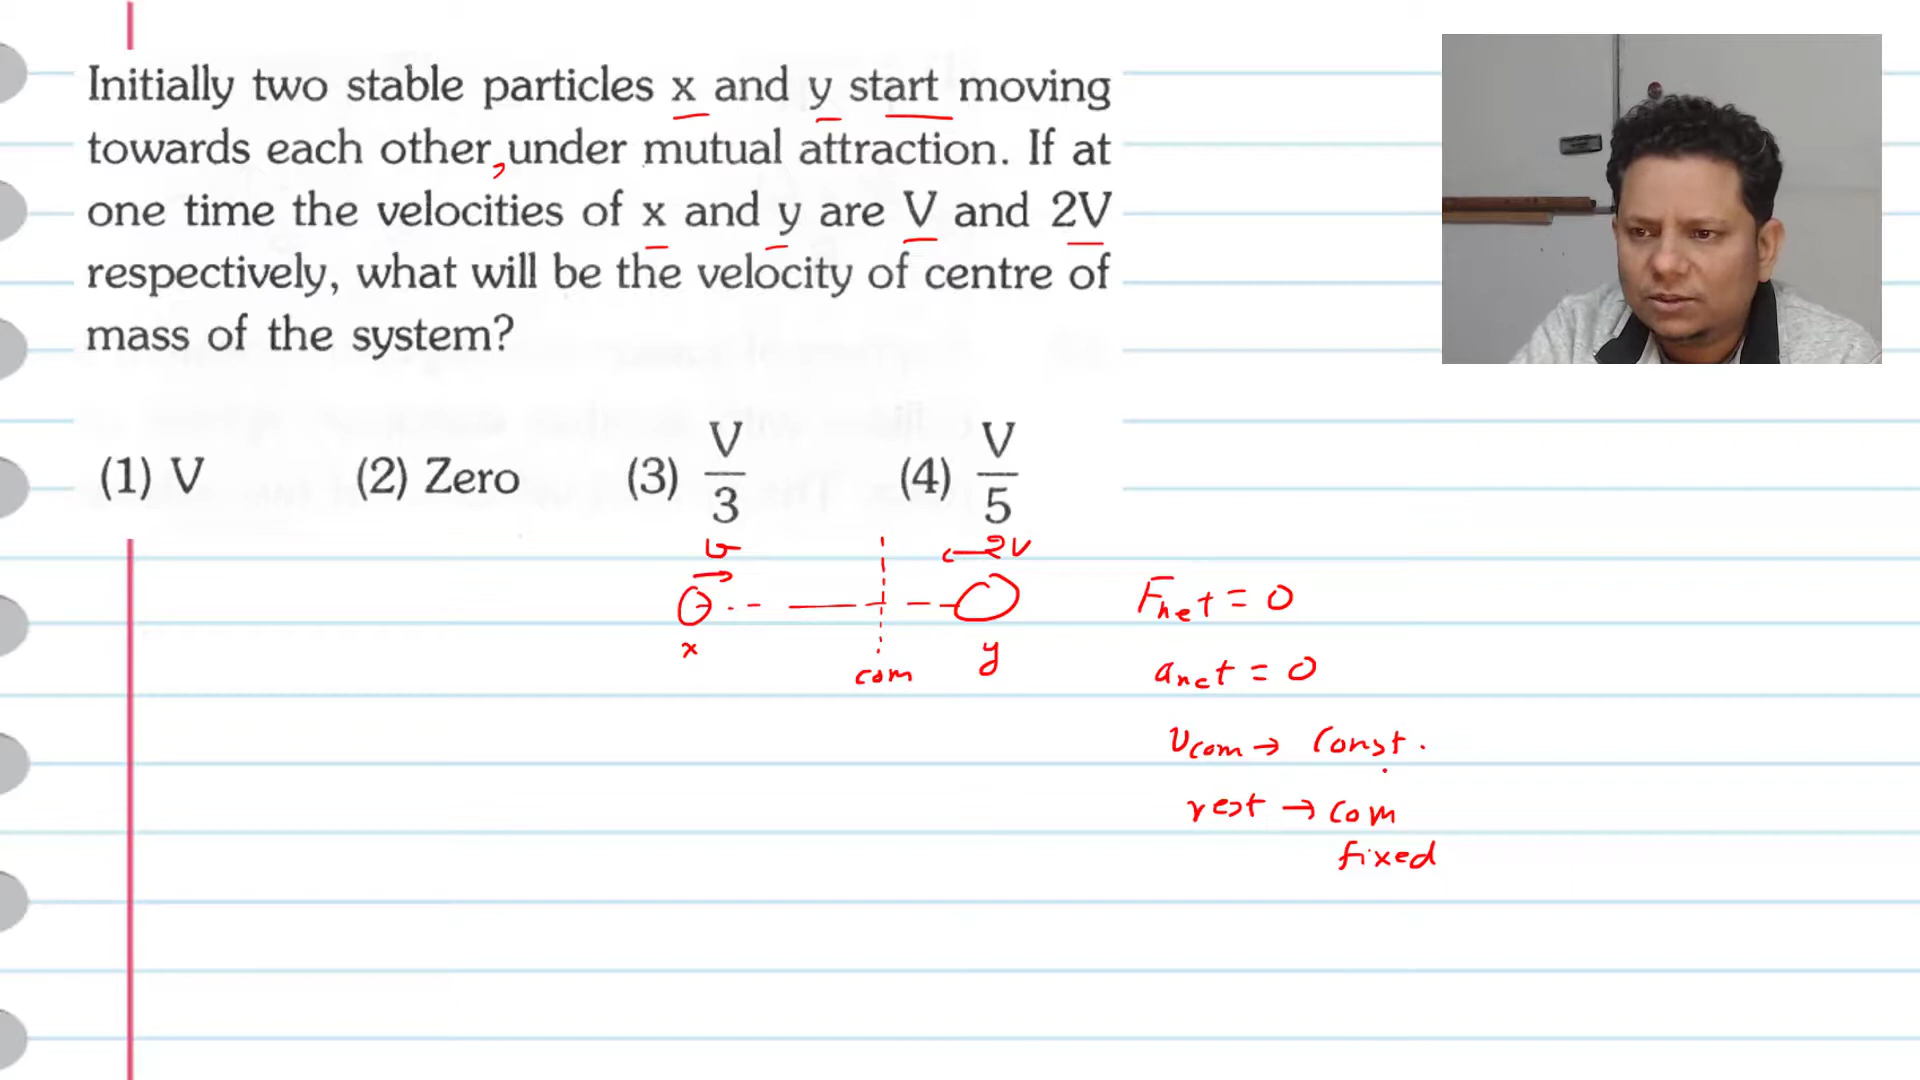 Initially two stable particles x and y start moving
towards each other, under mutual attraction. If at
one time the velocities of x and y are V and 2V
respectively, what will be the velocity of centre of
mass of the system?
(1) V (2) Zero (3) V/3 (4) V/5
v 2V
x com y
Fnet = 0
anet = 0
vcom → Const.
rest → com
fixed